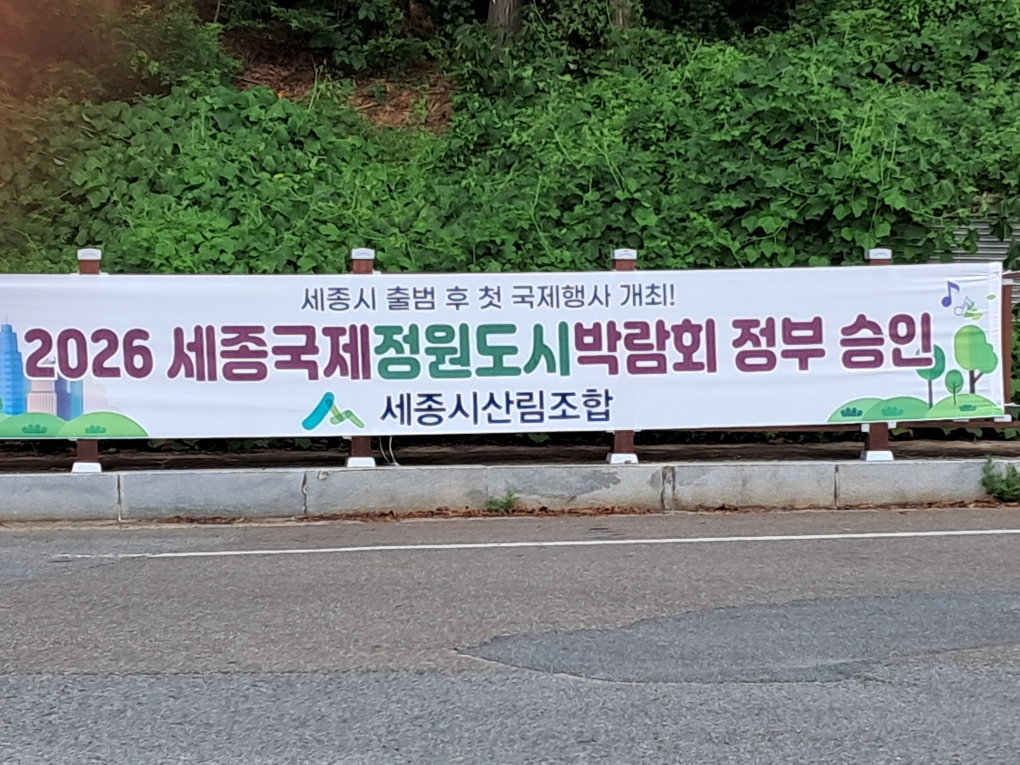 세종시 출범 후 첫 국제행사 개최!
2026 세종국제정원도시박람회 정부 승인
세종시산림조합